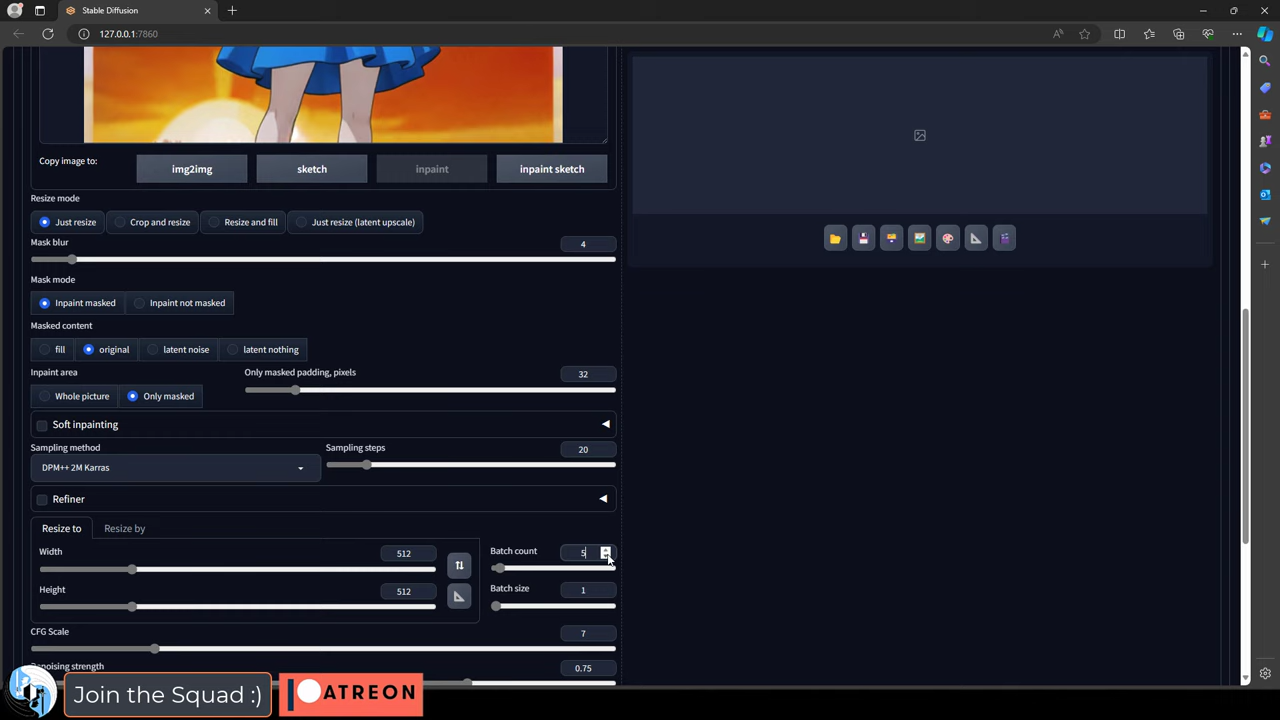 Stable Diffusion
127.0.0.1:7860
Copy image to:
img2img
sketch
inpaint
inpaint sketch
Resize mode
Just resize
Crop and resize
Resize and fill
Just resize (latent upscale)
Mask blur
4
Mask mode
Inpaint masked
Inpaint not masked
Masked content
fill
original
latent noise
latent nothing
Inpaint area
Only masked padding, pixels
32
Whole picture
Only masked
Soft inpainting
Sampling method
Sampling steps
20
DPM++ 2M Karras
Refiner
Resize to
Resize by
Width
512
Batch count
5
Height
512
Batch size
1
CFG Scale
7
Denoising strength
0.75
Join the Squad :)
PATREON